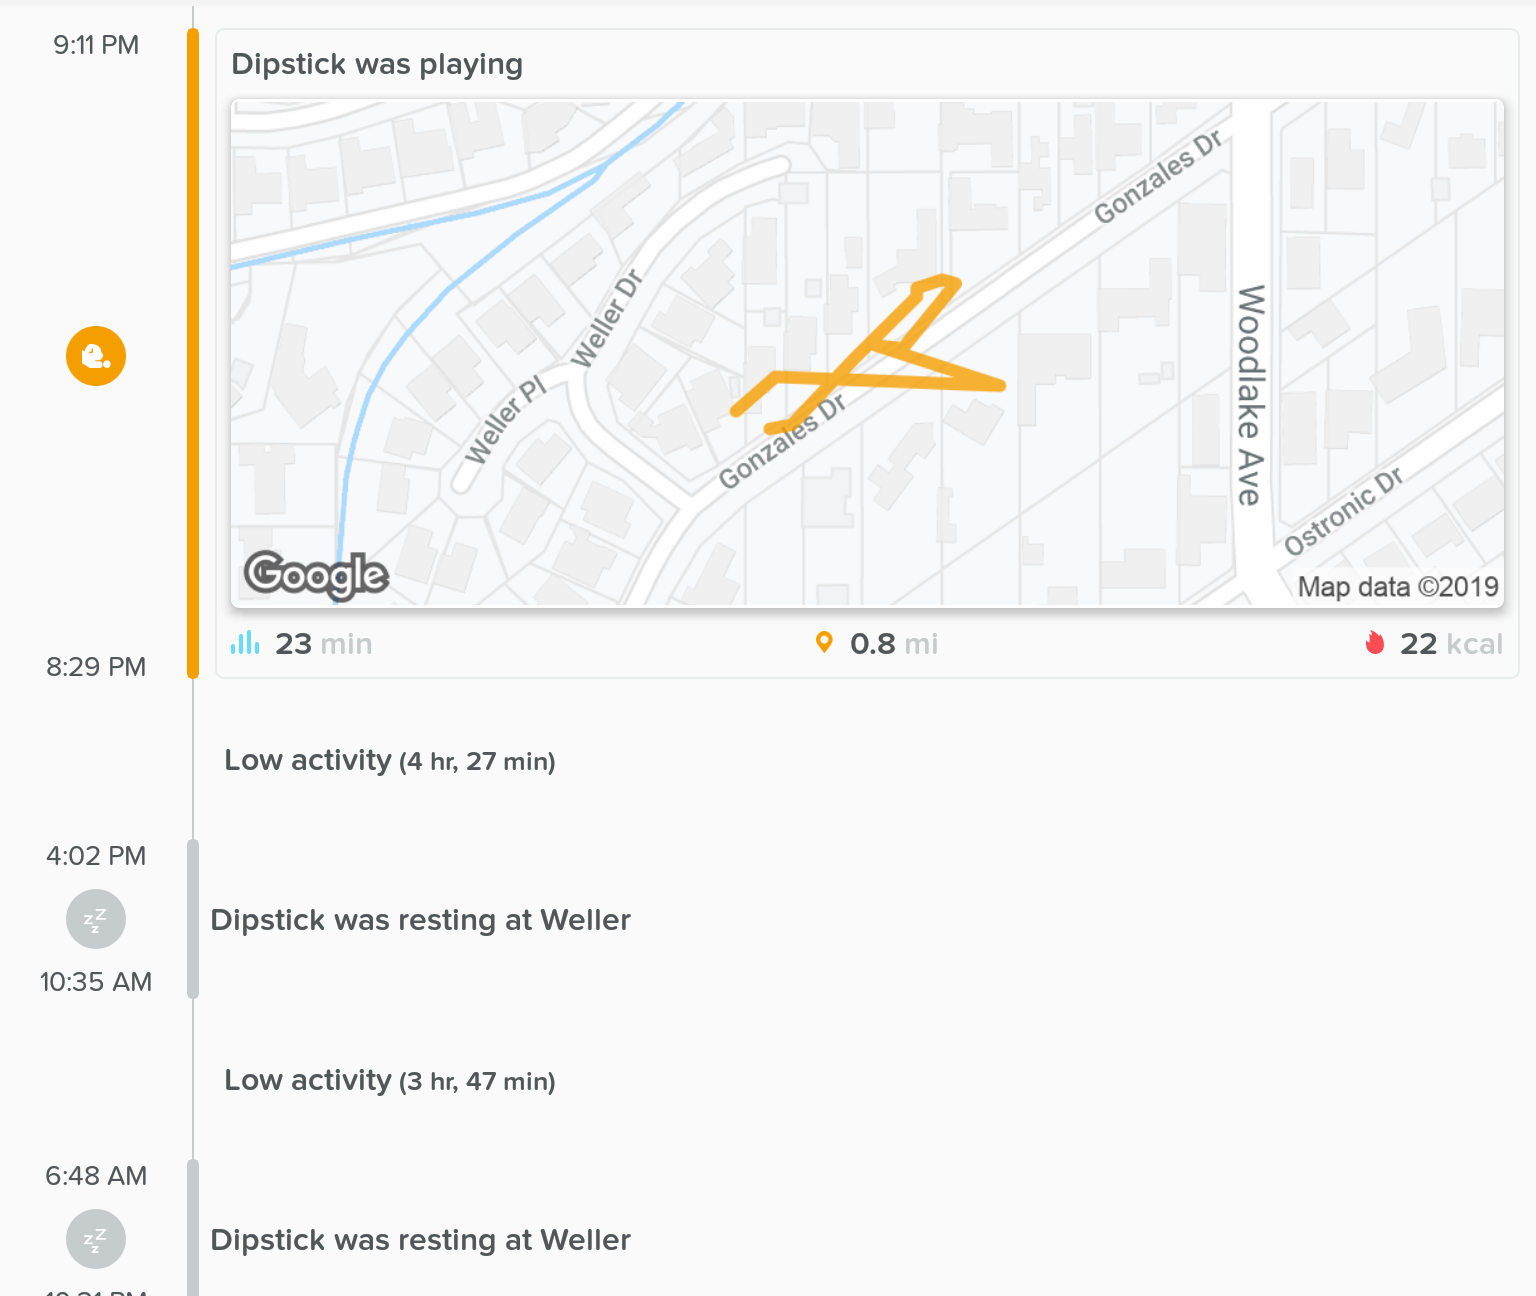 9:11 PM
Dipstick was playing
Gonzales Dr
Weller Dr
Woodlake Ave
Weller Pl
Gonzales Dr
Ostronic Dr
Google
Map data ©2019
23 min
0.8 mi
22 kcal
8:29 PM
Low activity (4 hr, 27 min)
4:02 PM
zzz
Dipstick was resting at Weller
10:35 AM
Low activity (3 hr, 47 min)
6:48 AM
zzz
Dipstick was resting at Weller